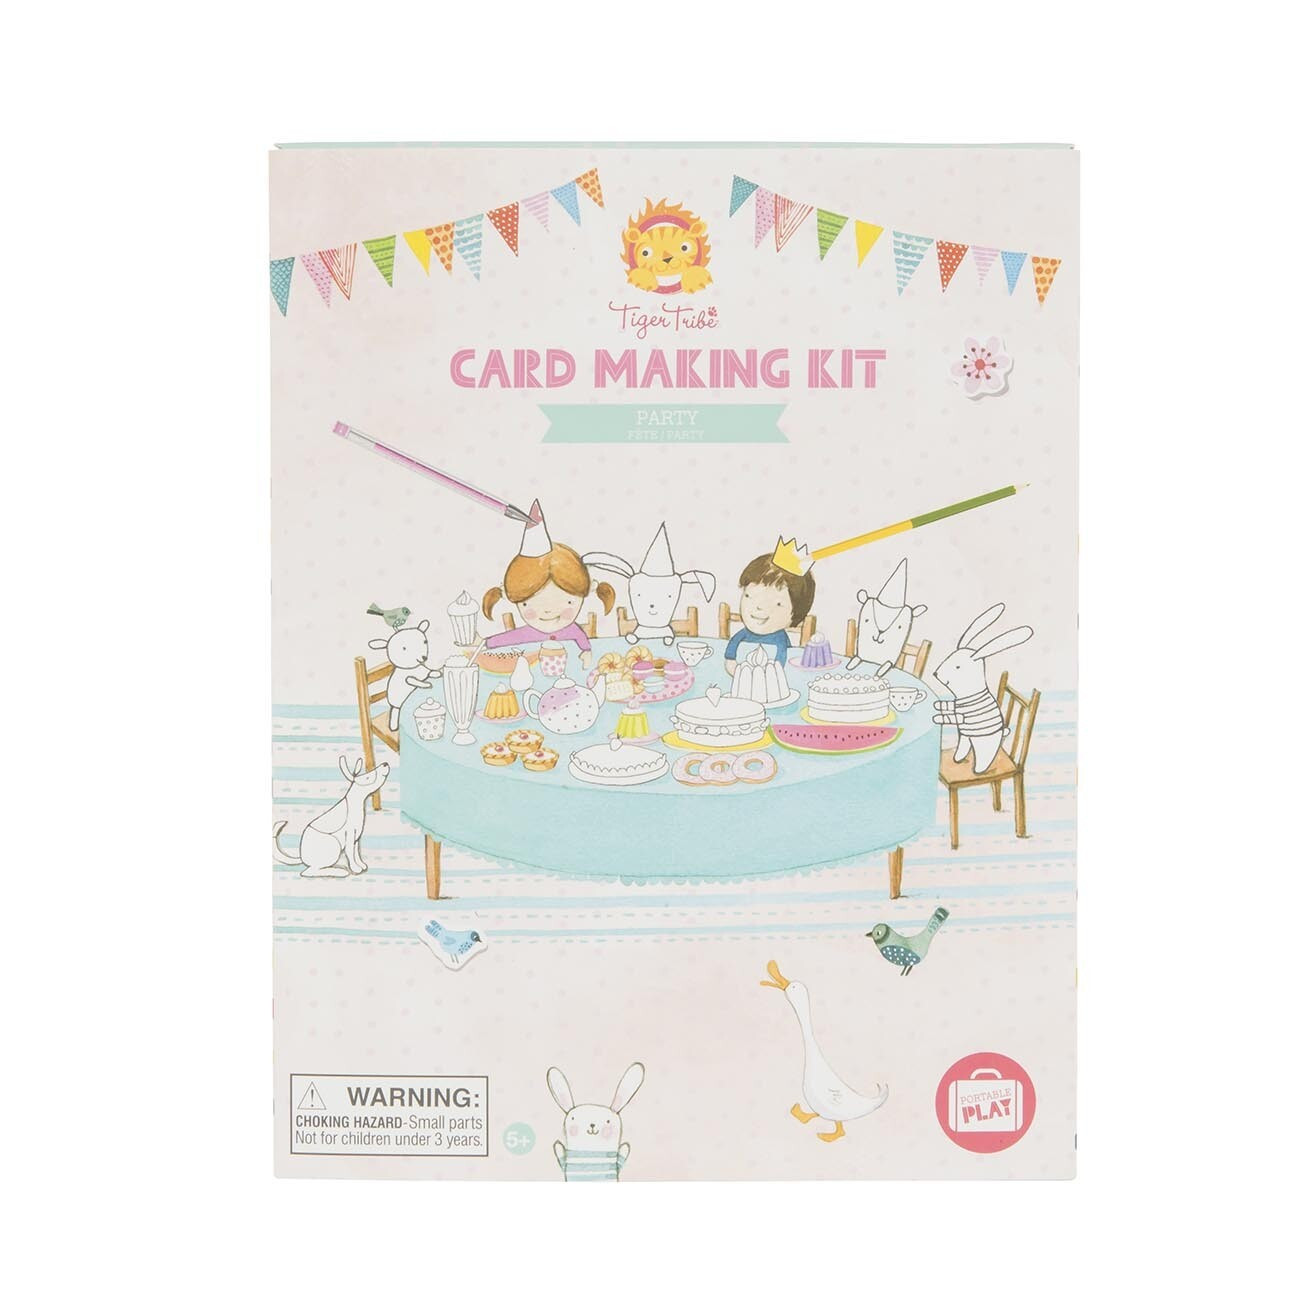 Tiger Tribe
CARD MAKING KIT
PARTY
FÊTE / PARTY
WARNING:
CHOKING HAZARD-Small parts
Not for children under 3 years.
5+
PORTABLE
PLAY